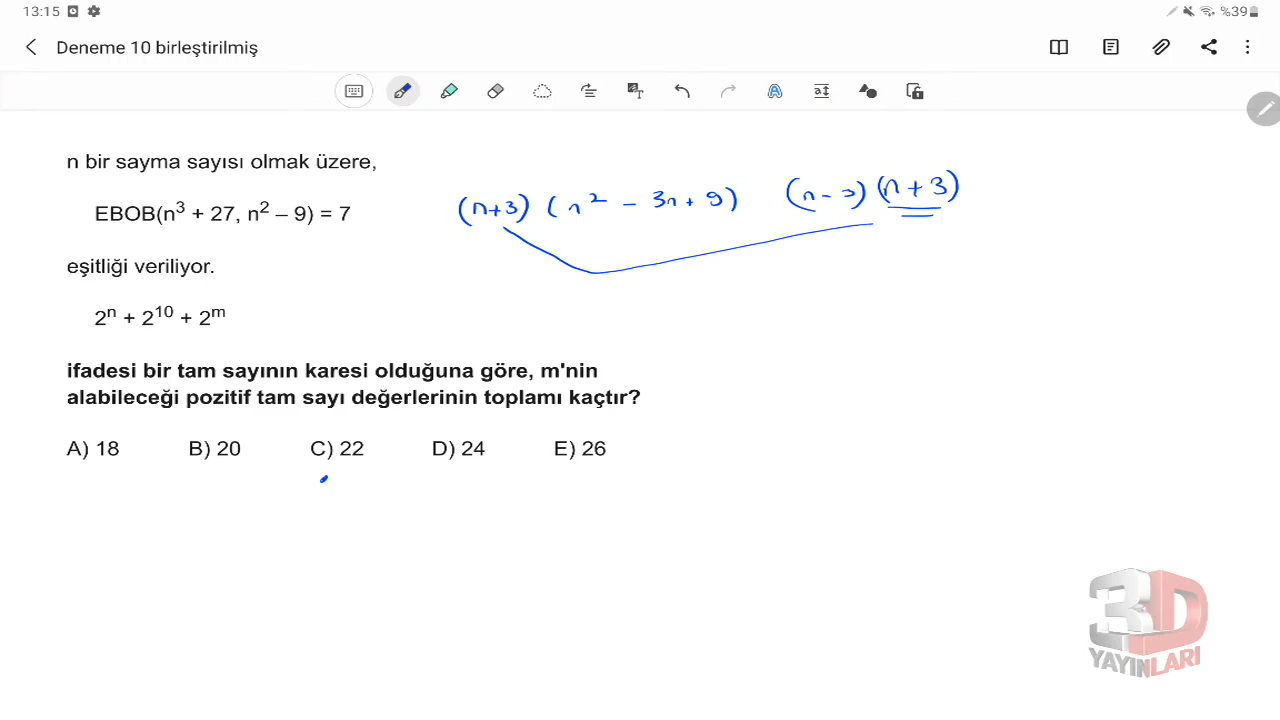 13:15 %39
Deneme 10 birleştirilmiş
n bir sayma sayısı olmak üzere,
EBOB(n³ + 27, n² – 9) = 7
(n+3) (n² – 3n + 9) (n – 3) (n + 3)
eşitliği veriliyor.
2ⁿ + 2¹⁰ + 2ᵐ
ifadesi bir tam sayının karesi olduğuna göre, m'nin
alabileceği pozitif tam sayı değerlerinin toplamı kaçtır?
A) 18 B) 20 C) 22 D) 24 E) 26
3D
YAYINLARI